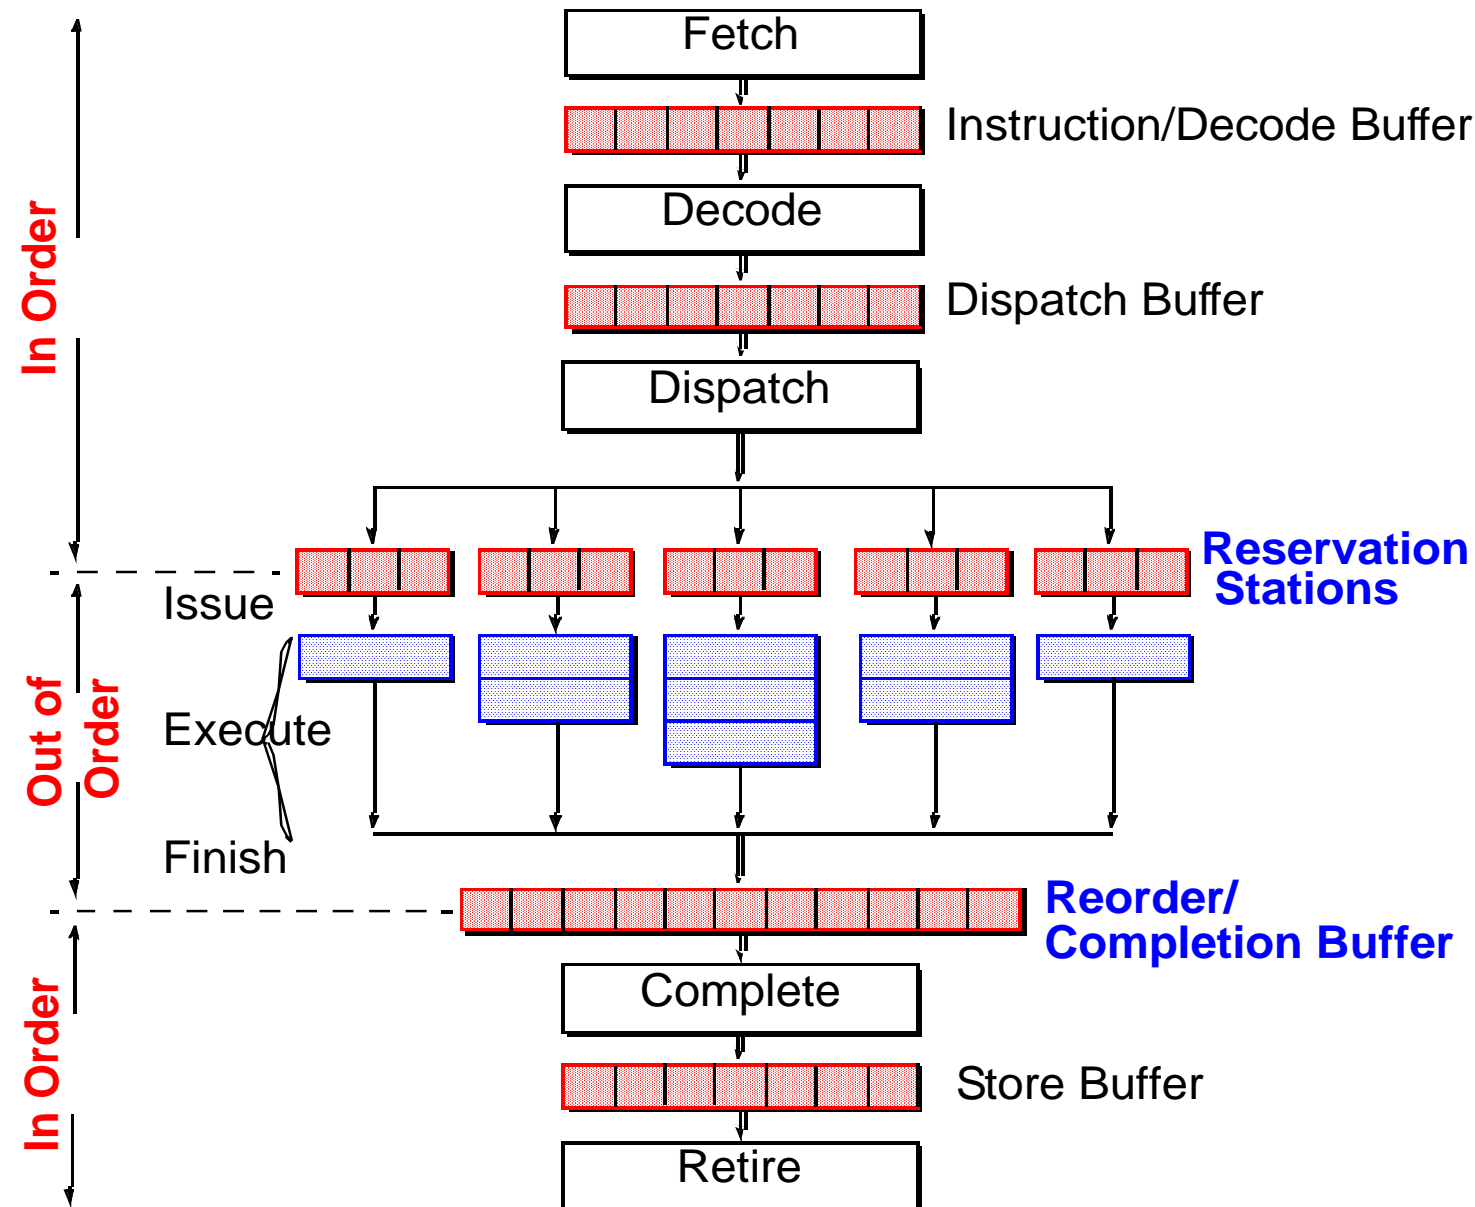 Fetch
Instruction/Decode Buffer
Decode
In Order
Dispatch Buffer
Dispatch
Reservation
Stations
Issue
Out of
Order
Execute
Finish
Reorder/
Completion Buffer
Complete
In Order
Store Buffer
Retire